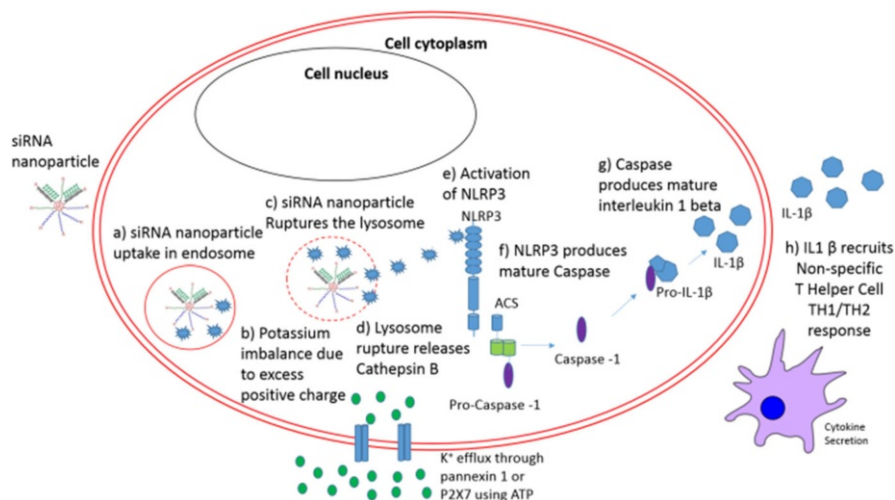 Cell cytoplasm
Cell nucleus
siRNA
nanoparticle
a) siRNA nanoparticle
uptake in endosome
b) Potassium
imbalance due
to excess
positive charge
c) siRNA nanoparticle
Ruptures the lysosome
d) Lysosome
rupture releases
Cathepsin B
e) Activation
of NLRP3
NLRP3
f) NLRP3 produces
mature Caspase
ACS
Pro-Caspase -1
Caspase -1
g) Caspase
produces mature
interleukin 1 beta
Pro-IL-1β
IL-1β
IL-1β
h) IL1 β recruits
Non-specific
T Helper Cell
TH1/TH2
response
Cytokine
Secretion
K⁺ efflux through
pannexin 1 or
P2X7 using ATP